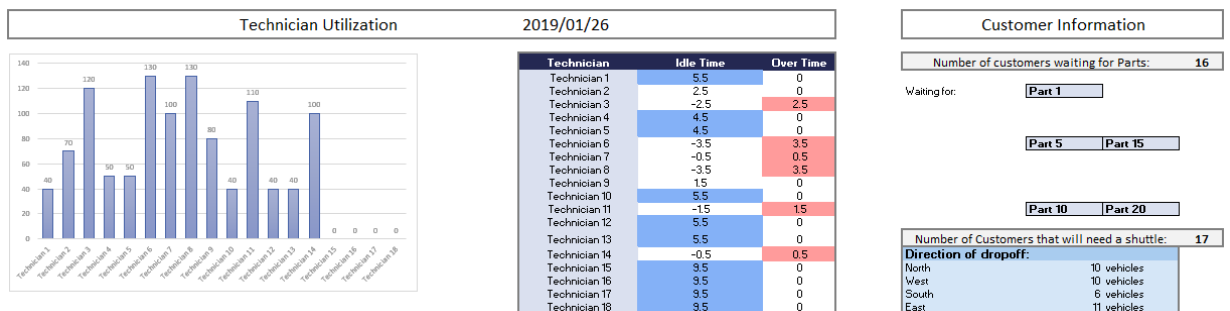 Technician Utilization 2019/01/26
140
120
100
80
60
40
20
0
40
70
120
50
50
130
100
130
80
40
110
40
40
100
0
0
0
0
Technician 1
Technician 2
Technician 3
Technician 4
Technician 5
Technician 6
Technician 7
Technician 8
Technician 9
Technician 10
Technician 11
Technician 12
Technician 13
Technician 14
Technician 15
Technician 16
Technician 17
Technician 18
Technician Idle Time Over Time
Technician 1 5.5 0
Technician 2 2.5 0
Technician 3 -2.5 2.5
Technician 4 4.5 0
Technician 5 4.5 0
Technician 6 -3.5 3.5
Technician 7 -0.5 0.5
Technician 8 -3.5 3.5
Technician 9 1.5 0
Technician 10 5.5 0
Technician 11 -1.5 1.5
Technician 12 5.5 0
Technician 13 5.5 0
Technician 14 -0.5 0.5
Technician 15 9.5 0
Technician 16 9.5 0
Technician 17 9.5 0
Technician 18 9.5 0
Customer Information
Number of customers waiting for Parts: 16
Waiting for: Part 1
Part 5 Part 15
Part 10 Part 20
Number of Customers that will need a shuttle: 17
Direction of dropoff:
North 10 vehicles
West 10 vehicles
South 6 vehicles
East 11 vehicles